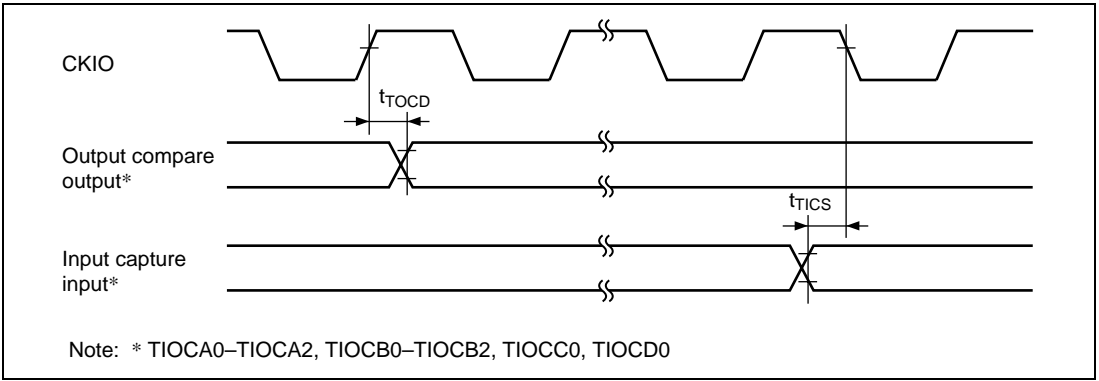 CKIO
tTOCD
Output compare
output*
tTICS
Input capture
input*
Note: * TIOCA0–TIOCA2, TIOCB0–TIOCB2, TIOCC0, TIOCD0